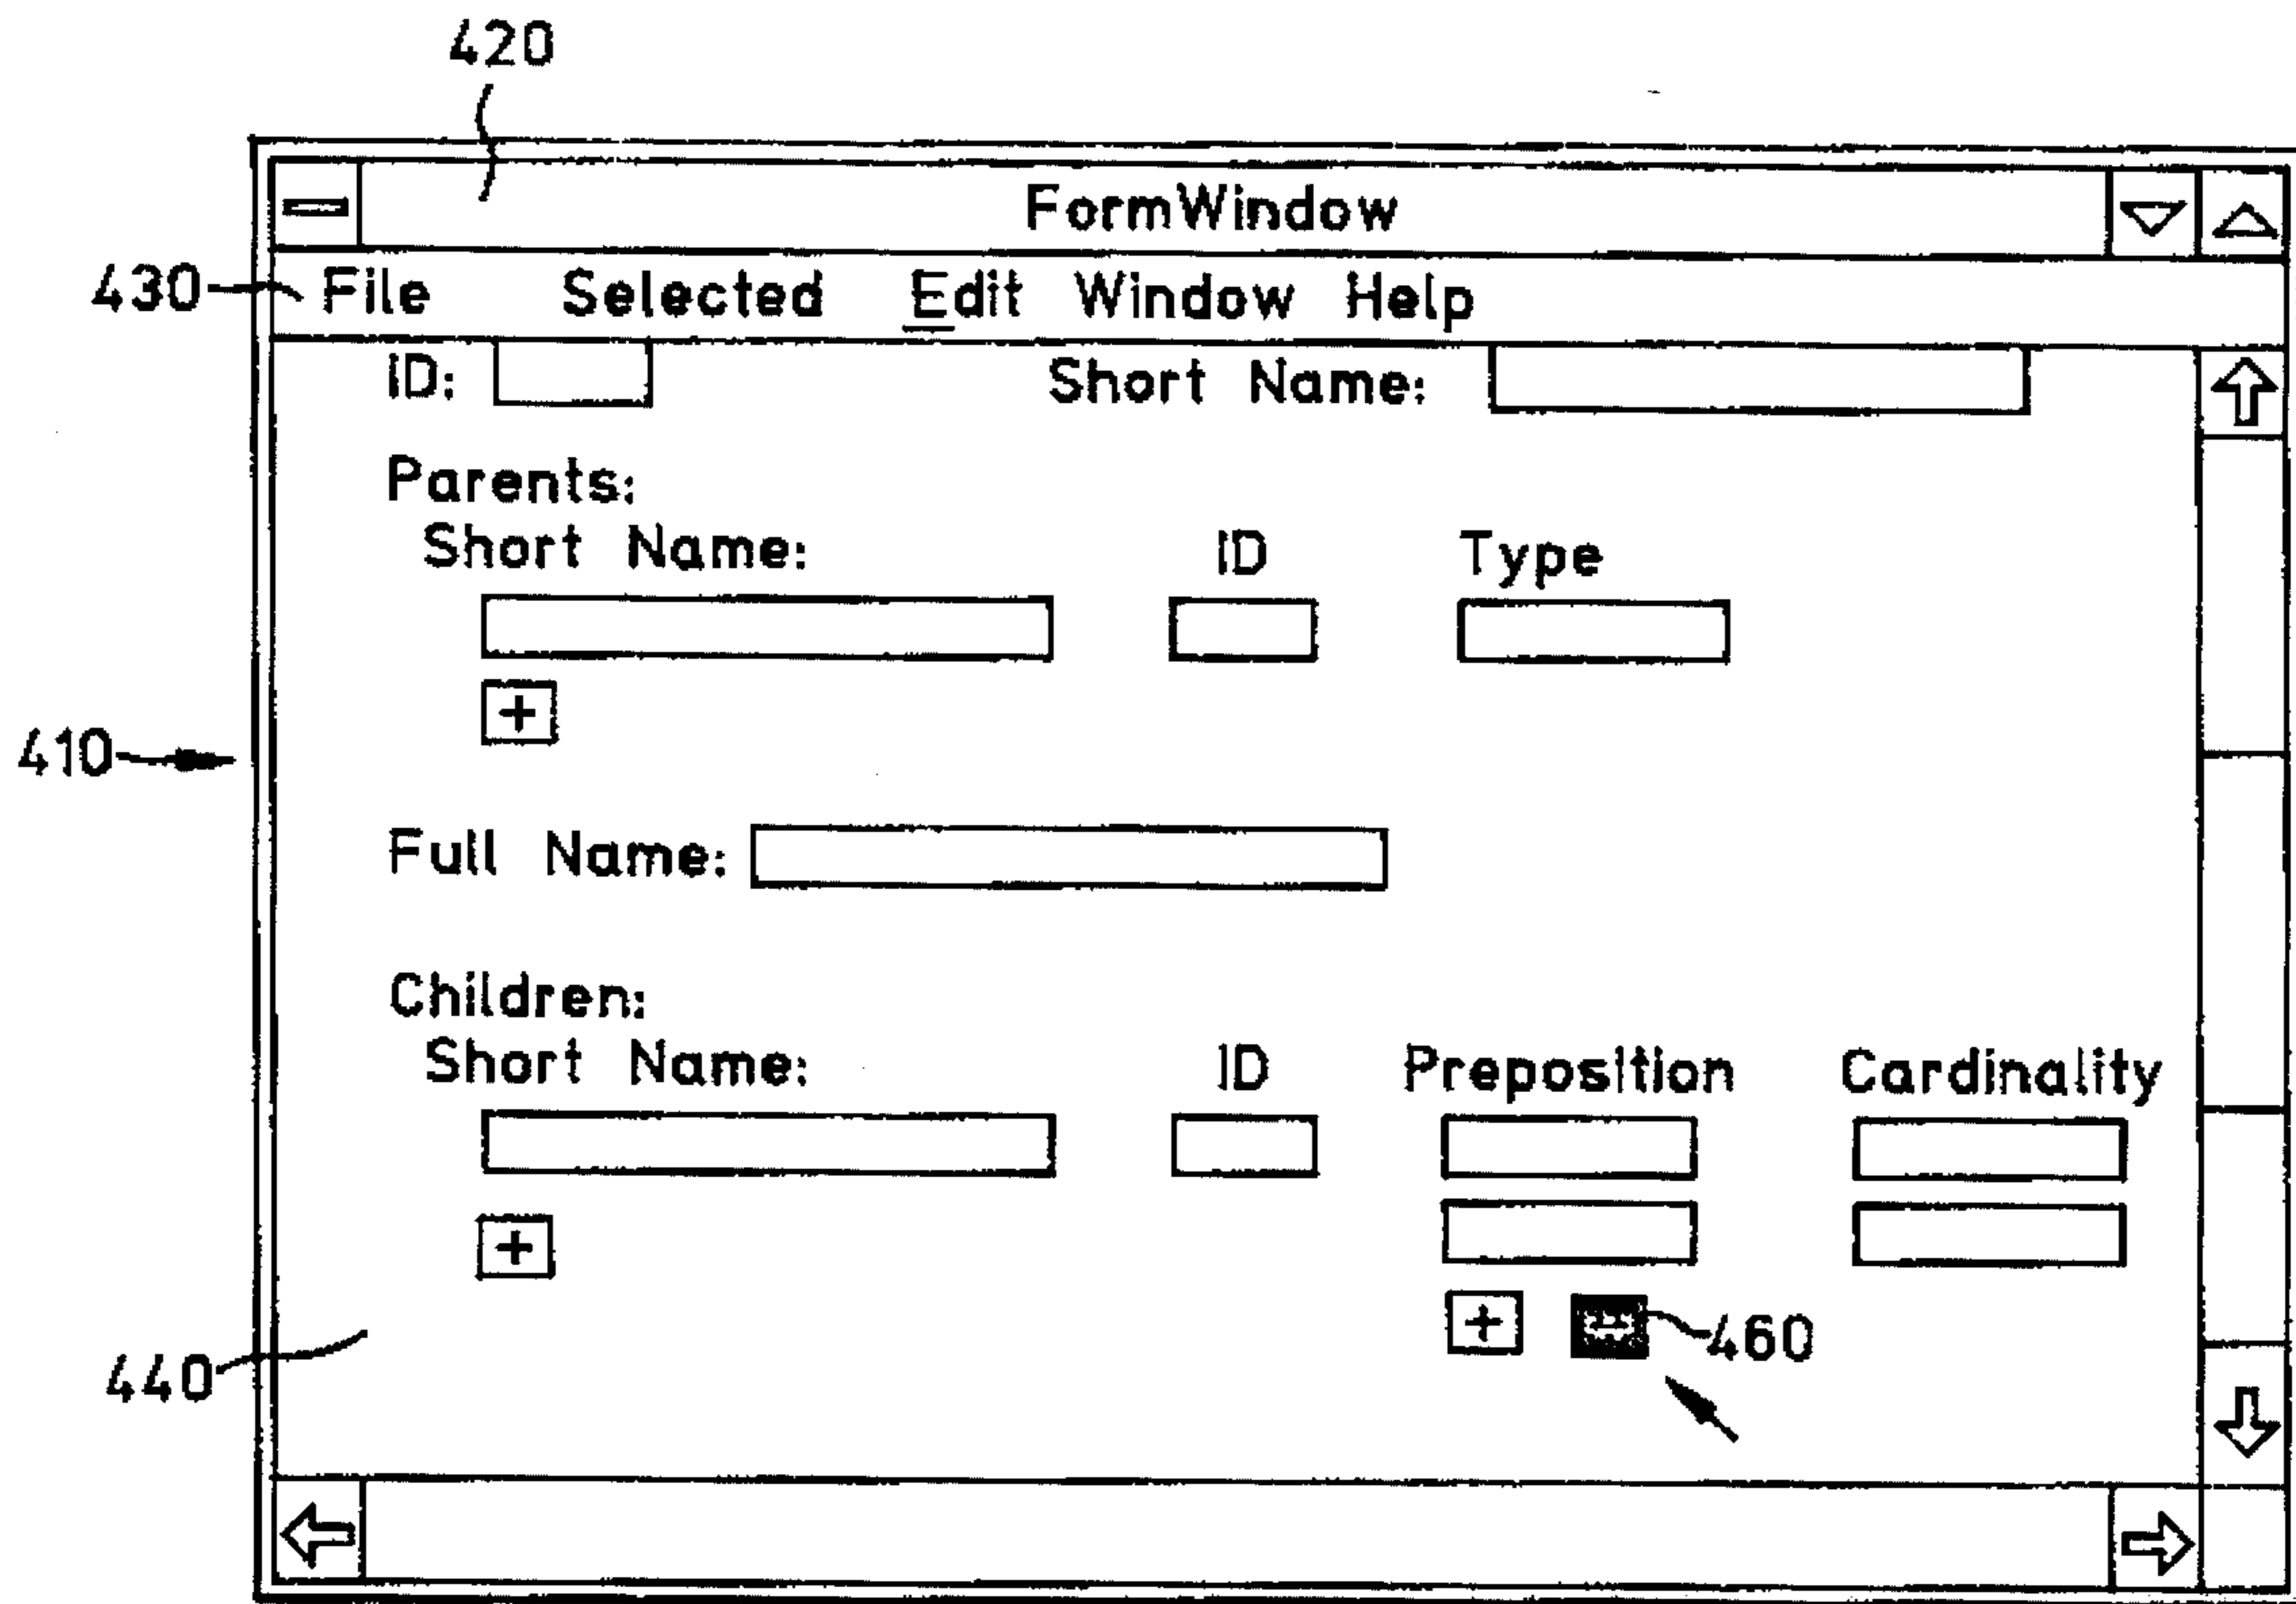 420
FormWindow
430 File Selected Edit Window Help
ID: Short Name:
Parents:
Short Name: ID Type
+
410
Full Name:
Children:
Short Name: ID Preposition Cardinality
+
+ 460
440